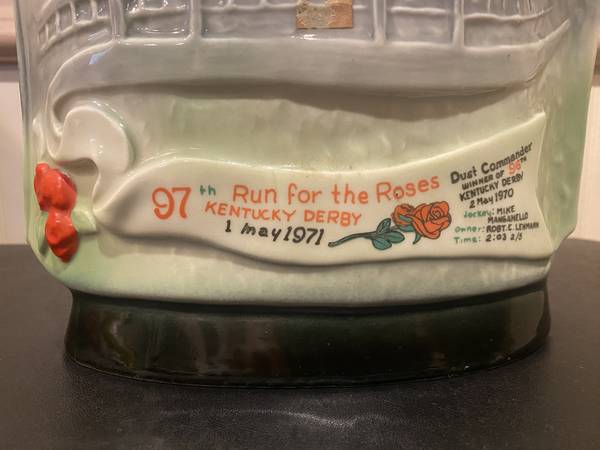 97th Run for the Roses
KENTUCKY DERBY
1 May 1971
Dust Commander
WINNER OF 96TH
KENTUCKY DERBY
2 May 1970
Jockey: MIKE
MANGANELLO
Owner: ROBT. E. LEHMANN
Time: 2:03 2/5